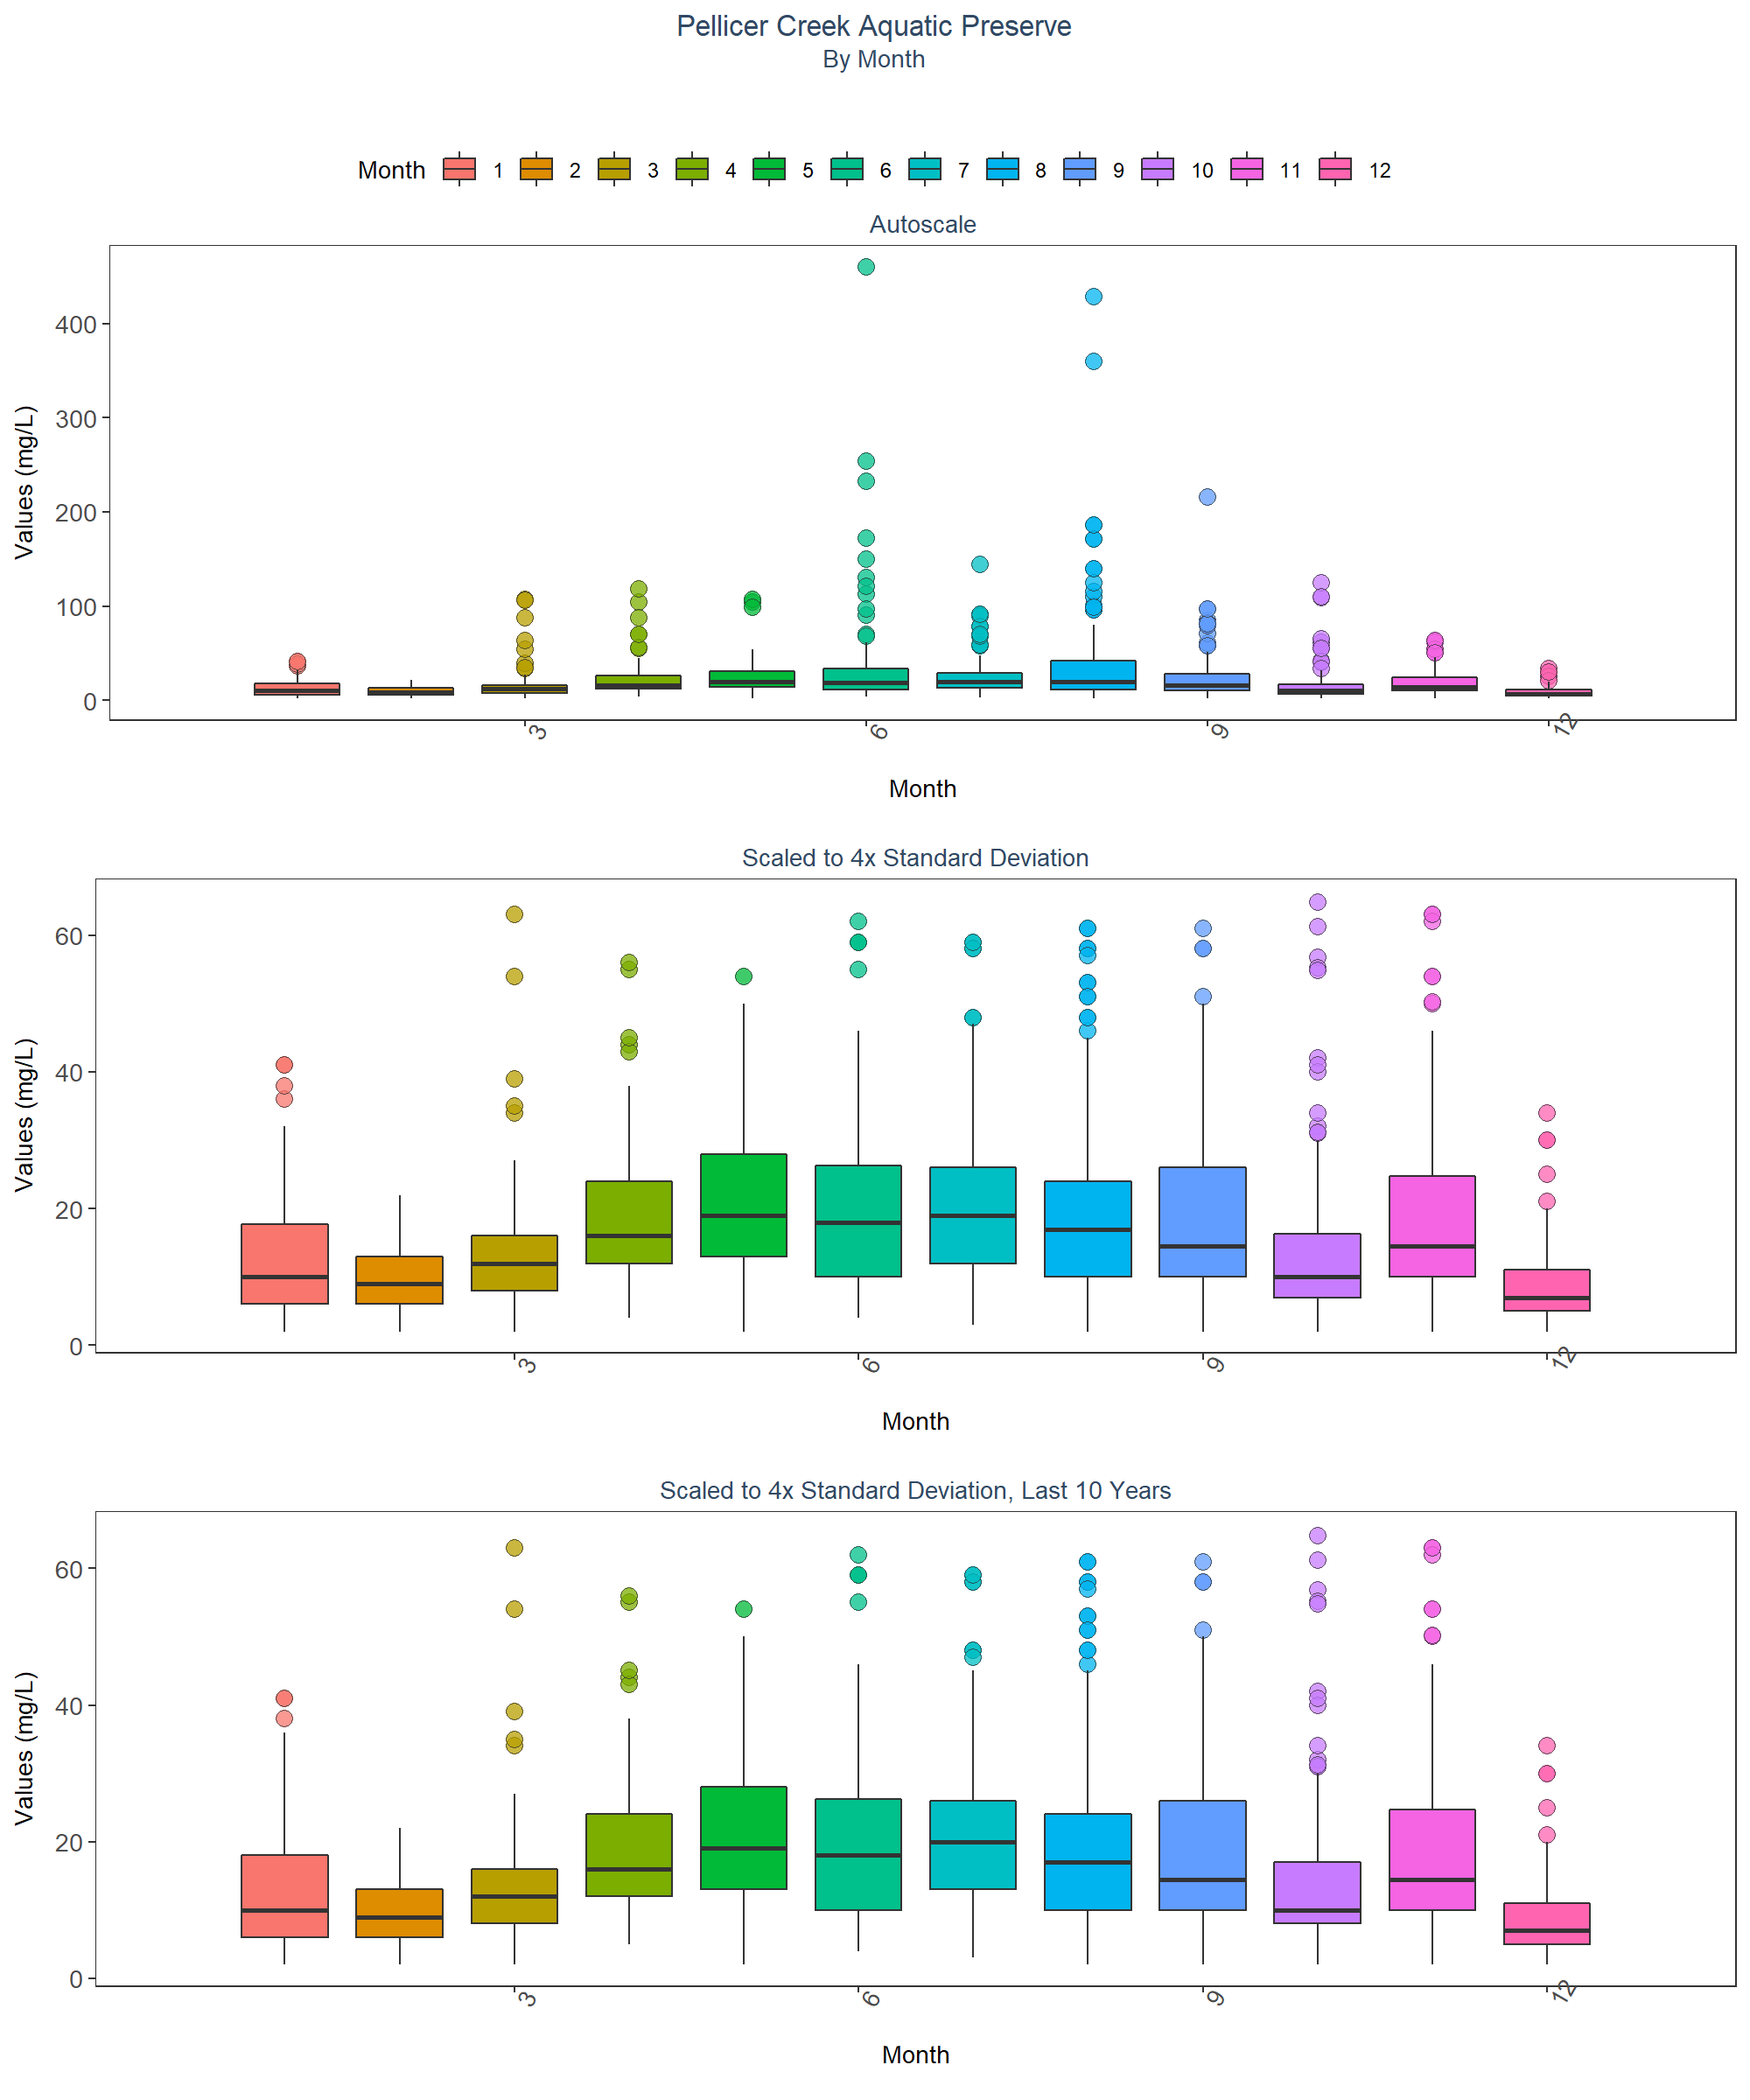 Pellicer Creek Aquatic Preserve
By Month
Month 1 2 3 4 5 6 7 8 9 10 11 12
Autoscale
Values (mg/L)
400
300
200
100
0
3 6 9 12
Month
Scaled to 4x Standard Deviation
Values (mg/L)
60
40
20
0
3 6 9 12
Month
Scaled to 4x Standard Deviation, Last 10 Years
Values (mg/L)
60
40
20
0
3 6 9 12
Month